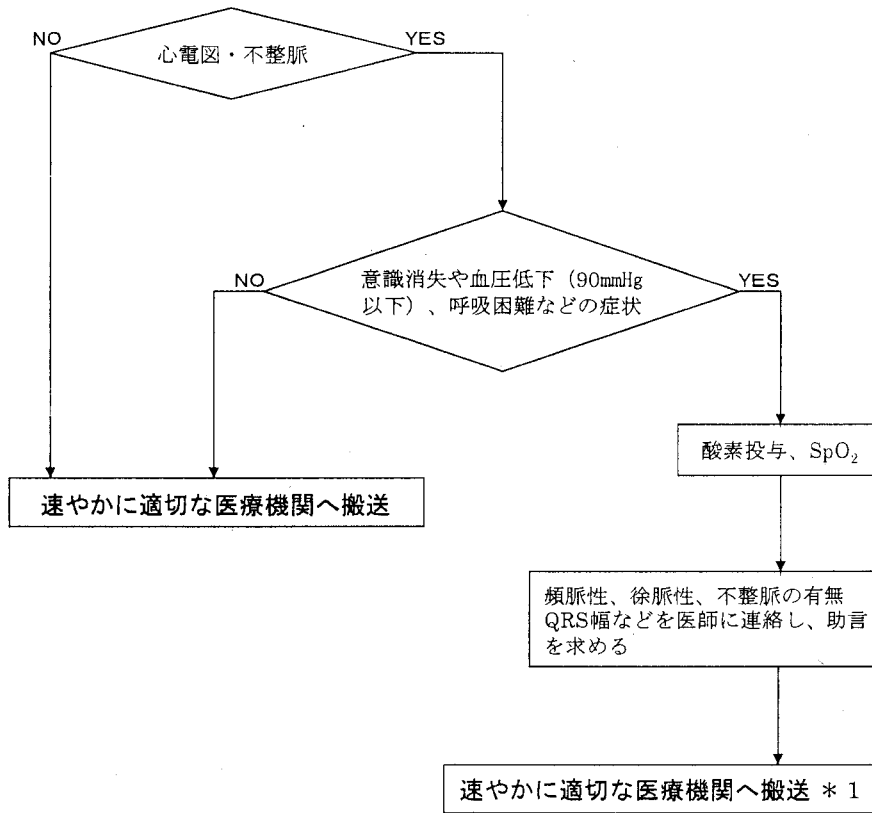 NO
心電図・不整脈
YES
NO
意識消失や血圧低下（90mmHg
以下）、呼吸困難などの症状
YES
酸素投与、SpO₂
速やかに適切な医療機関へ搬送
頻脈性、徐脈性、不整脈の有無
QRS幅などを医師に連絡し、助言
を求める
速やかに適切な医療機関へ搬送＊1